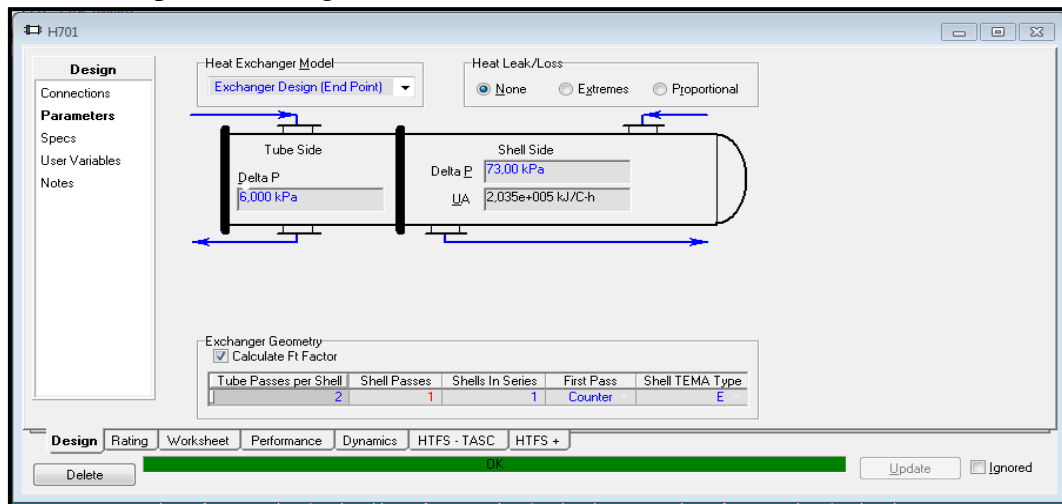 H701
Design
Connections
Parameters
Specs
User Variables
Notes
Heat Exchanger Model
Exchanger Design (End Point)
Heat Leak/Loss
None Extremes Proportional
Tube Side
Delta P
6,000 kPa
Shell Side
Delta P 73,00 kPa
UA 2,035e+005 kJ/C-h
Exchanger Geometry
Calculate Ft Factor
Tube Passes per Shell Shell Passes Shells In Series First Pass Shell TEMA Type
2 1 1 Counter E
Design Rating Worksheet Performance Dynamics HTFS - TASC HTFS +
Delete OK Update Ignored